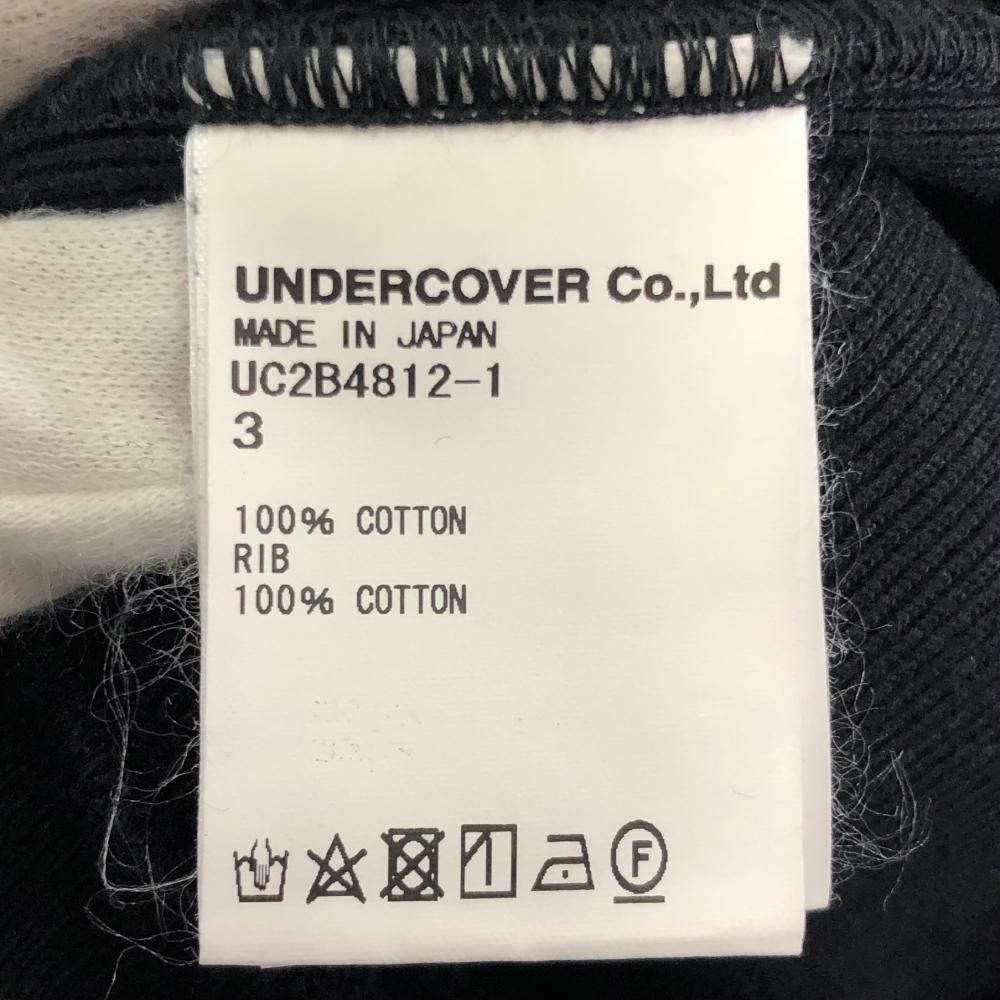 UNDERCOVER Co.,Ltd
MADE IN JAPAN
UC2B4812-1
3
100% COTTON
RIB
100% COTTON
F